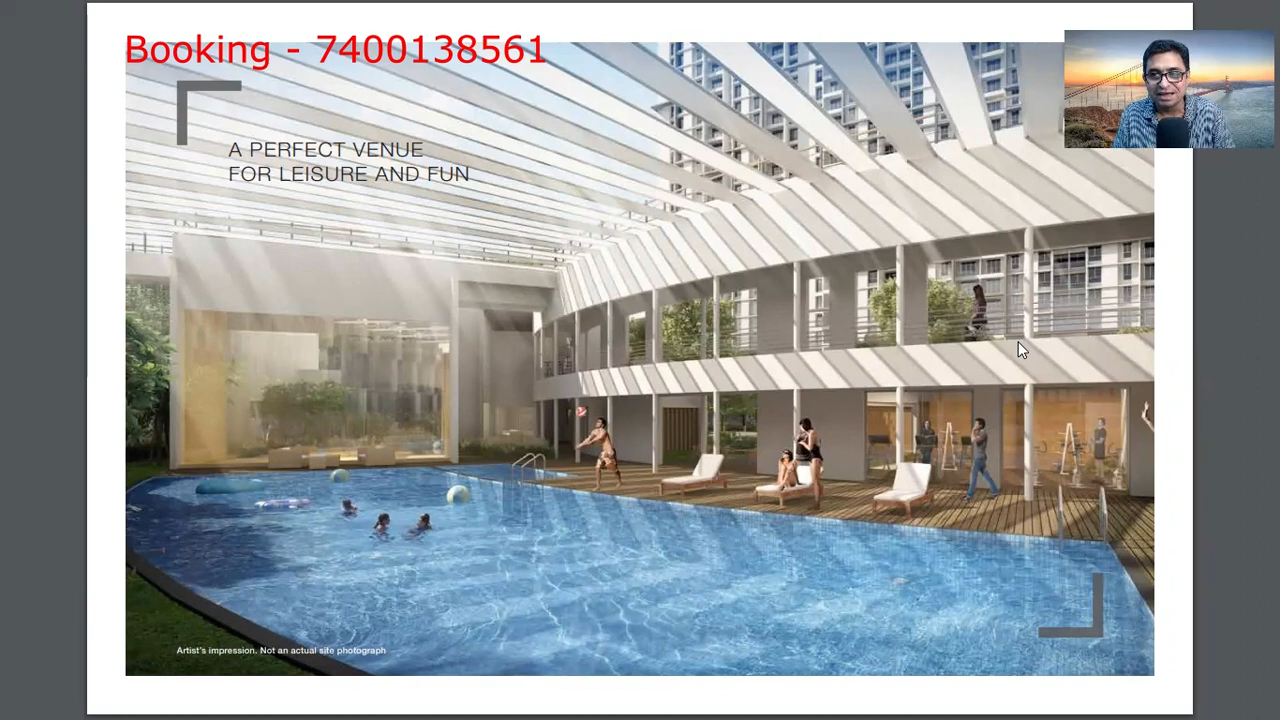 Booking - 7400138561
A PERFECT VENUE
FOR LEISURE AND FUN
Artist's impression. Not an actual site photograph